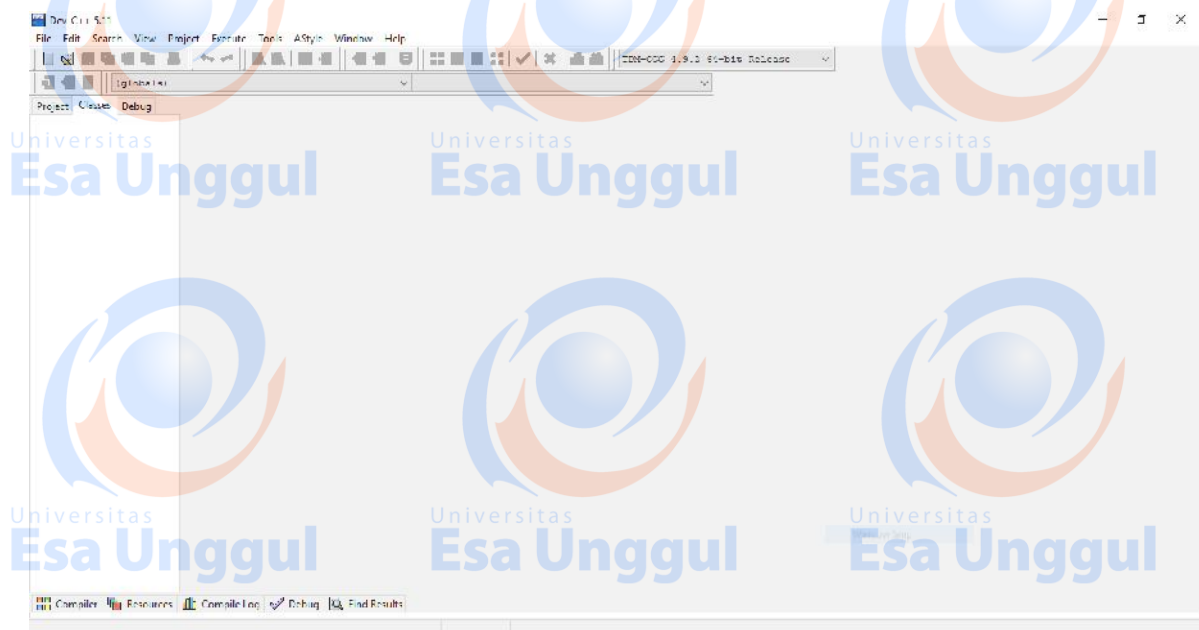 Dev-C++ 5.11
File Edit Search View Project Execute Tools AStyle Window Help
TDM-GCC 4.9.2 64-bit Release
(globals)
Project Classes Debug
Universitas Universitas Universitas
Esa Unggul Esa Unggul Esa Unggul
Universitas Universitas Universitas
Esa Unggul Esa Unggul Esa Unggul
Compiler Resources Compile Log Debug Find Results